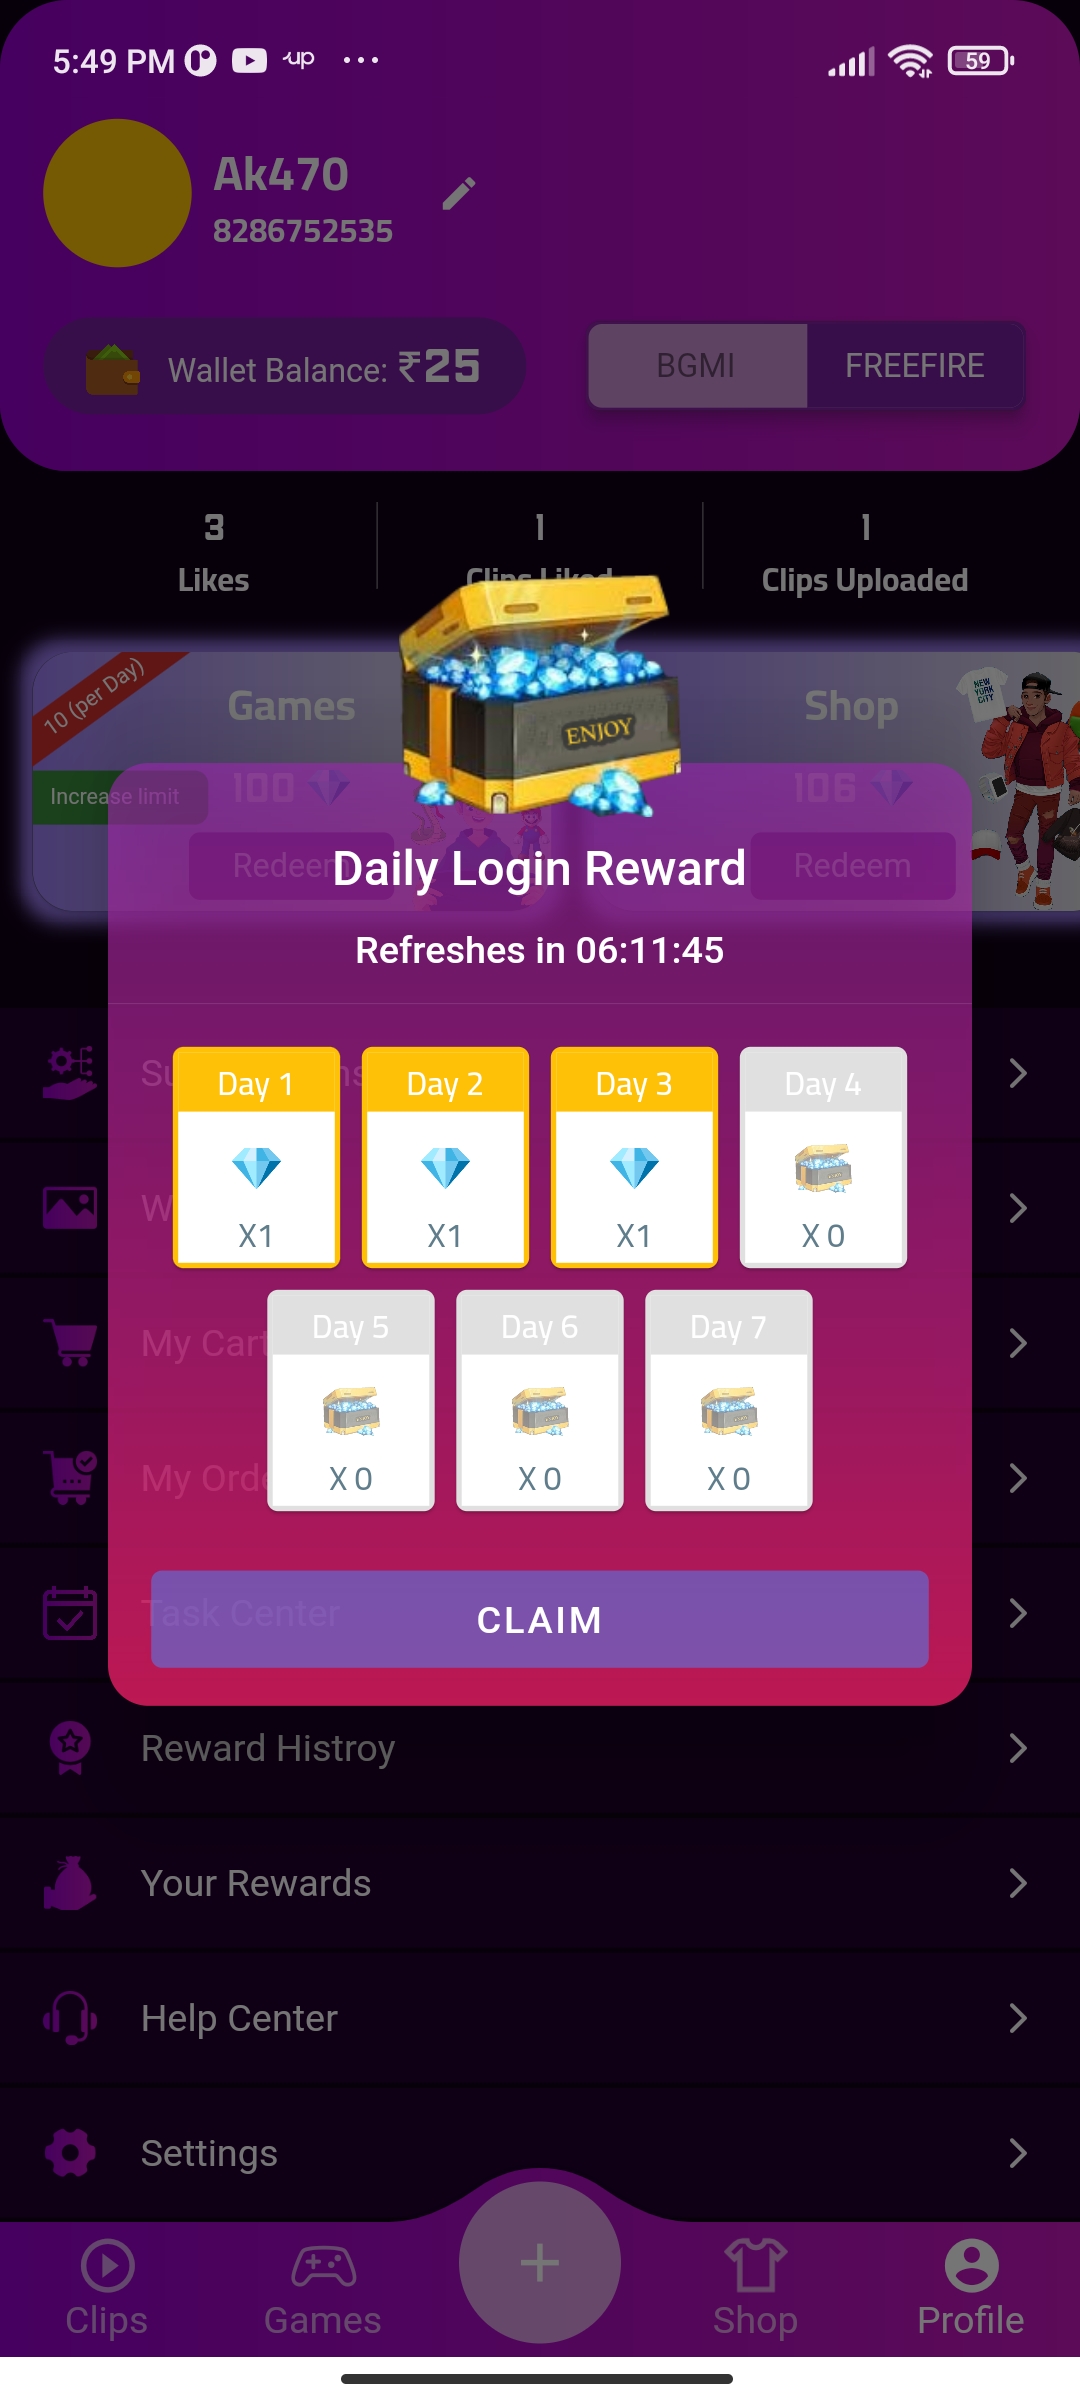 5:49 PM
up
59
Ak470
8286752535
Wallet Balance: ₹25
BGMI
FREEFIRE
3
Likes
1
Clips Liked
1
Clips Uploaded
10 (per Day)
Games
ENJOY
Shop
NEW YORK CITY
Increase limit
100
106
Redeem
Redeem
Daily Login Reward
Refreshes in 06:11:45
Day 1
Day 2
Day 3
Day 4
X1
X1
X1
X 0
Day 5
Day 6
Day 7
X 0
X 0
X 0
My Cart
Task Center
CLAIM
Reward Histroy
Your Rewards
Help Center
Settings
Clips
Games
Shop
Profile